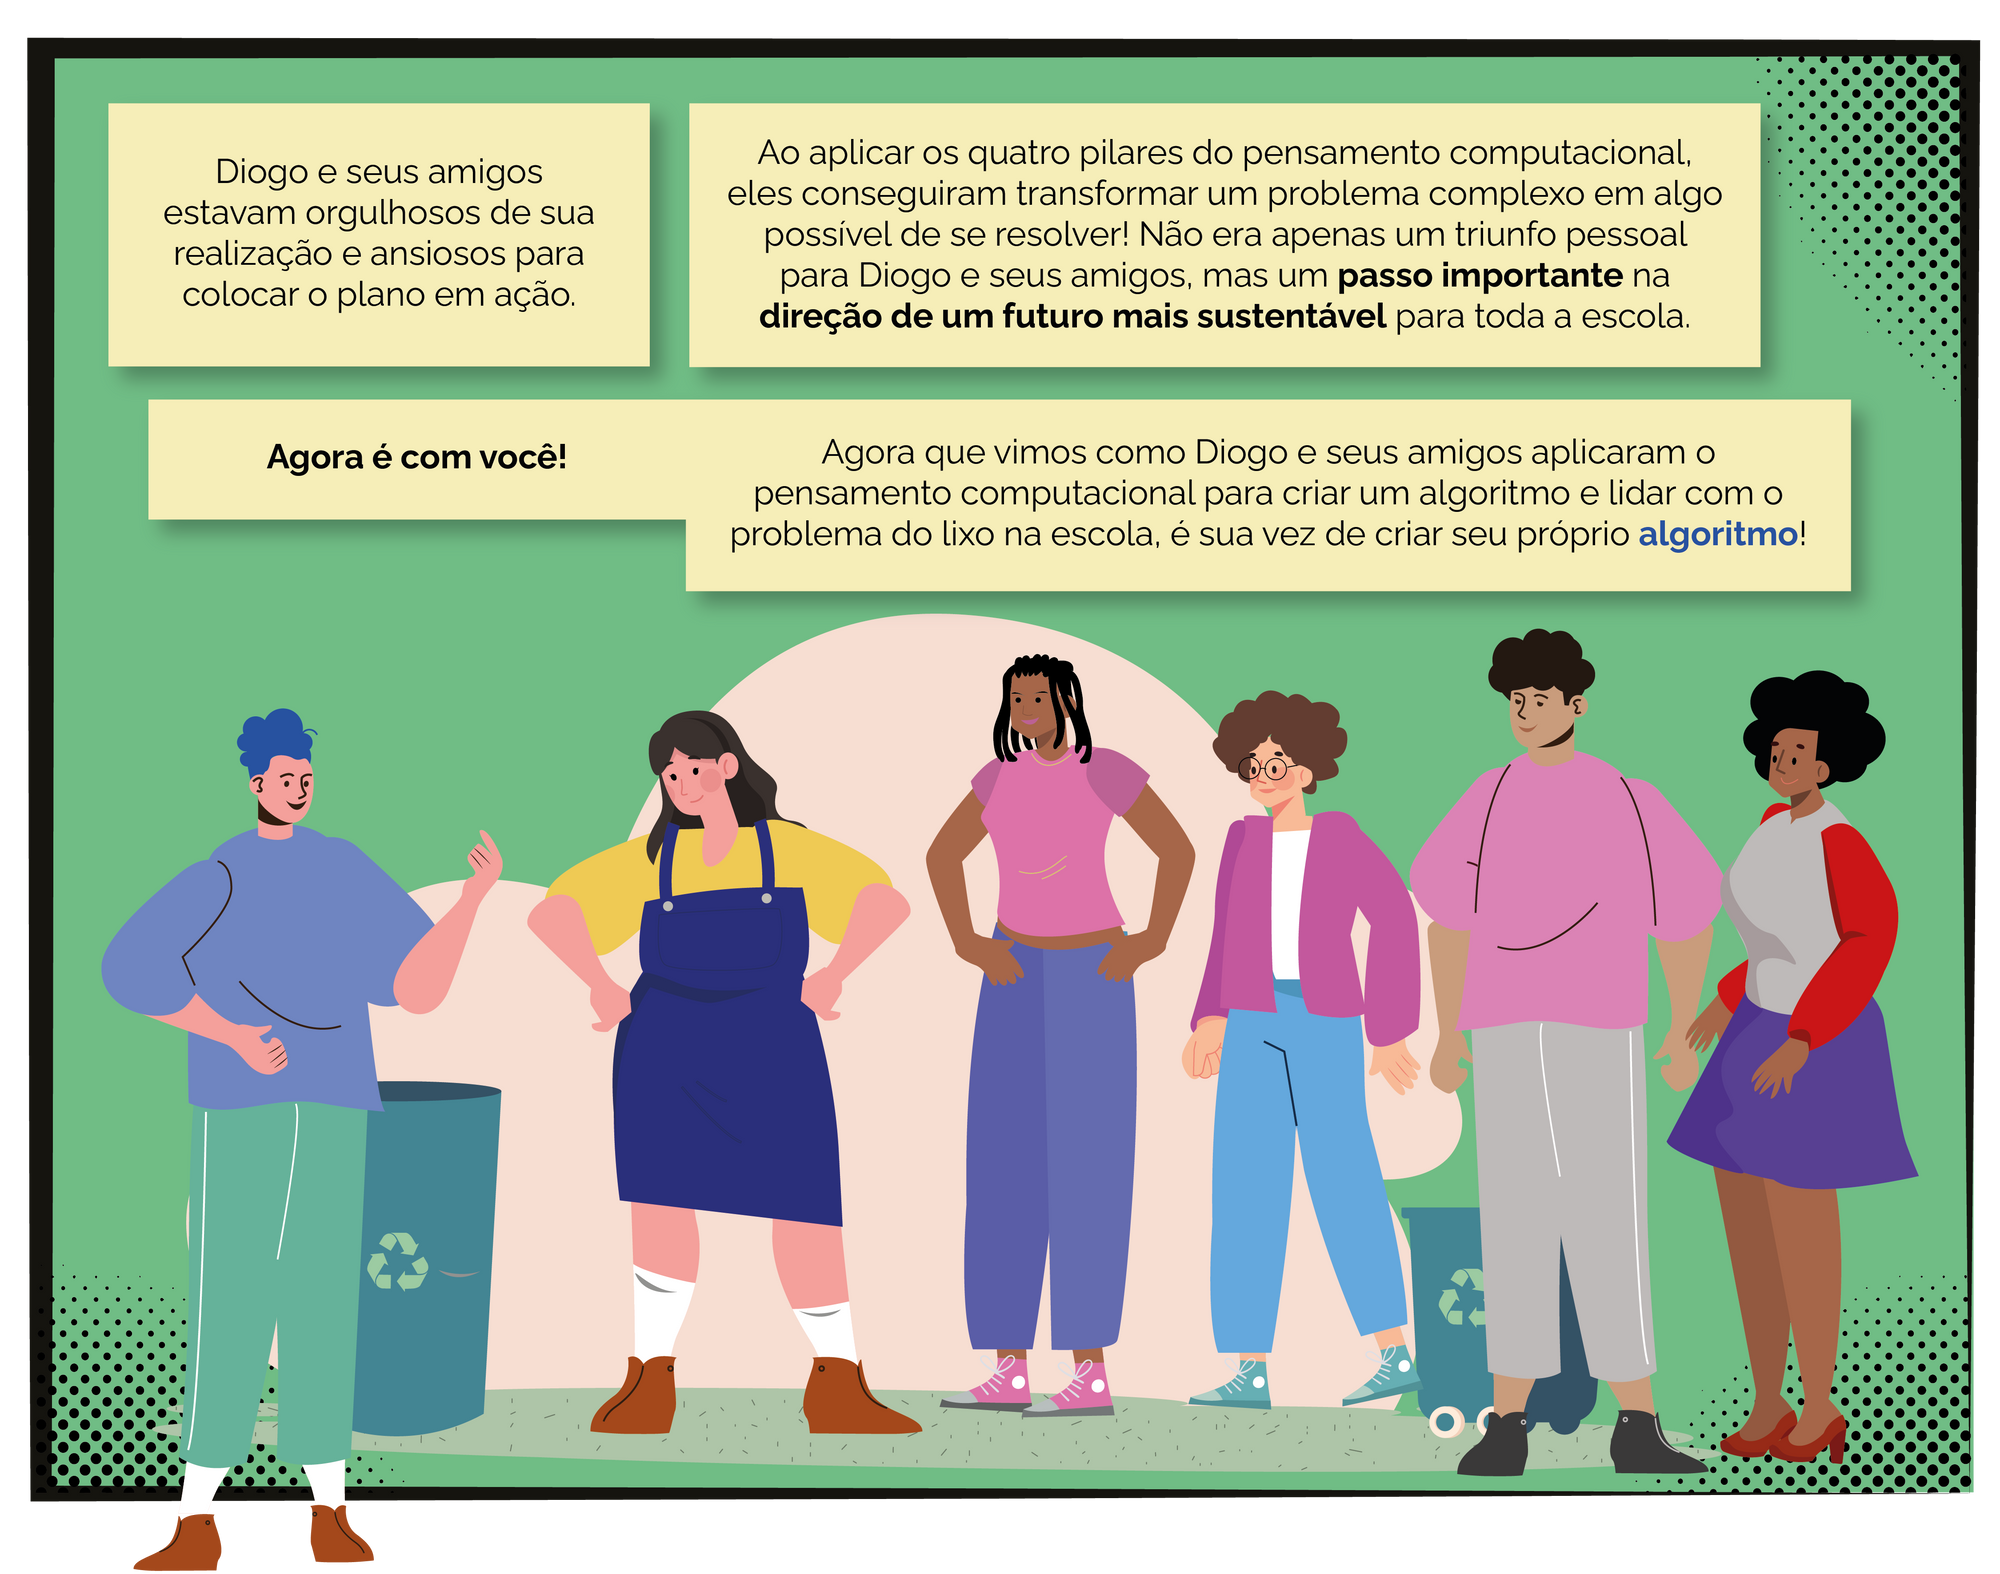 Diogo e seus amigos
estavam orgulhosos de sua
realização e ansiosos para
colocar o plano em ação.
Ao aplicar os quatro pilares do pensamento computacional,
eles conseguiram transformar um problema complexo em algo
possível de se resolver! Não era apenas um triunfo pessoal
para Diogo e seus amigos, mas um passo importante na
direção de um futuro mais sustentável para toda a escola.
Agora é com você!
Agora que vimos como Diogo e seus amigos aplicaram o
pensamento computacional para criar um algoritmo e lidar com o
problema do lixo na escola, é sua vez de criar seu próprio algoritmo!